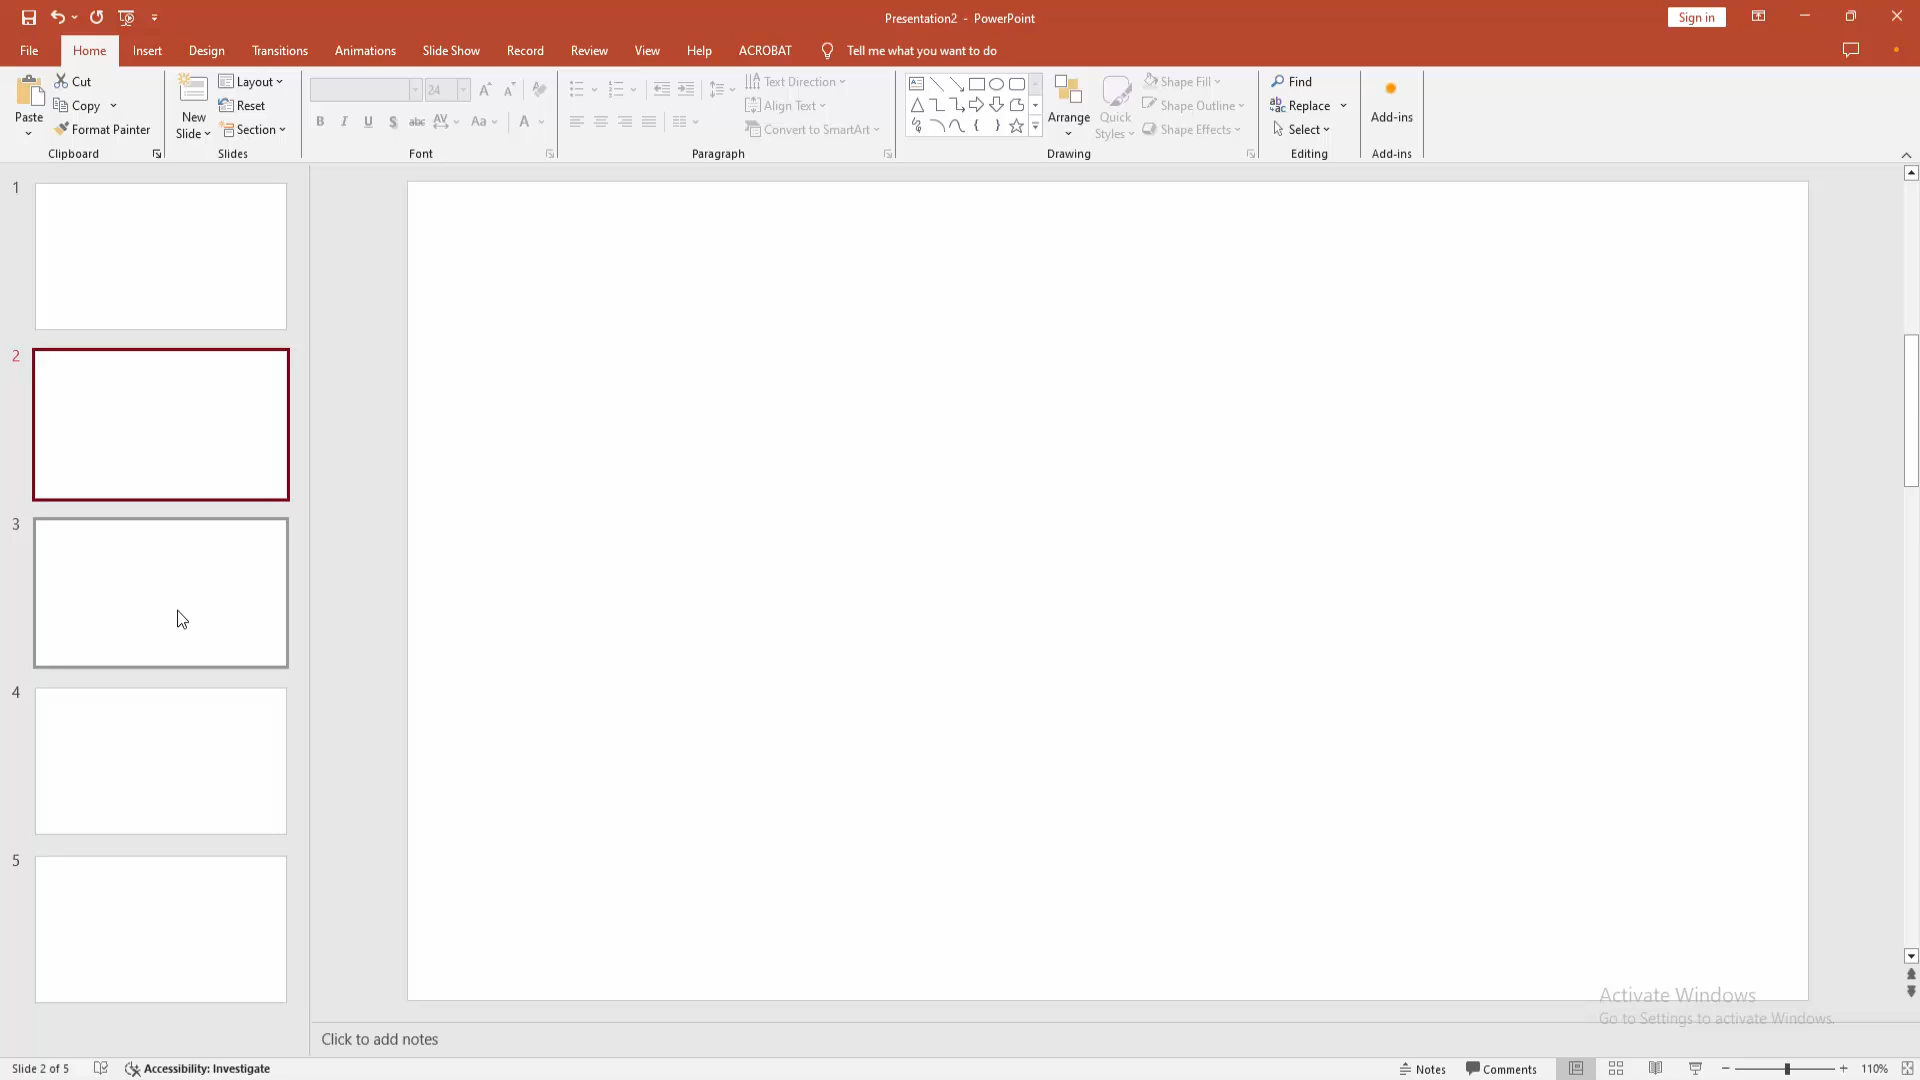 Presentation2 - PowerPoint
Sign in
File Home Insert Design Transitions Animations Slide Show Record Review View Help ACROBAT Tell me what you want to do
Paste
Cut
Copy
Format Painter
Clipboard
New
Slide
Layout
Reset
Section
Slides
24
B I U S abc AV Aa A
Font
Text Direction
Align Text
Convert to SmartArt
Paragraph
Arrange
Quick
Styles
Shape Fill
Shape Outline
Shape Effects
Drawing
Find
Replace
Select
Editing
Add-ins
Add-ins
1
2
3
4
5
Activate Windows
Go to Settings to activate Windows.
Click to add notes
Slide 2 of 5 Accessibility: Investigate Notes Comments 110%